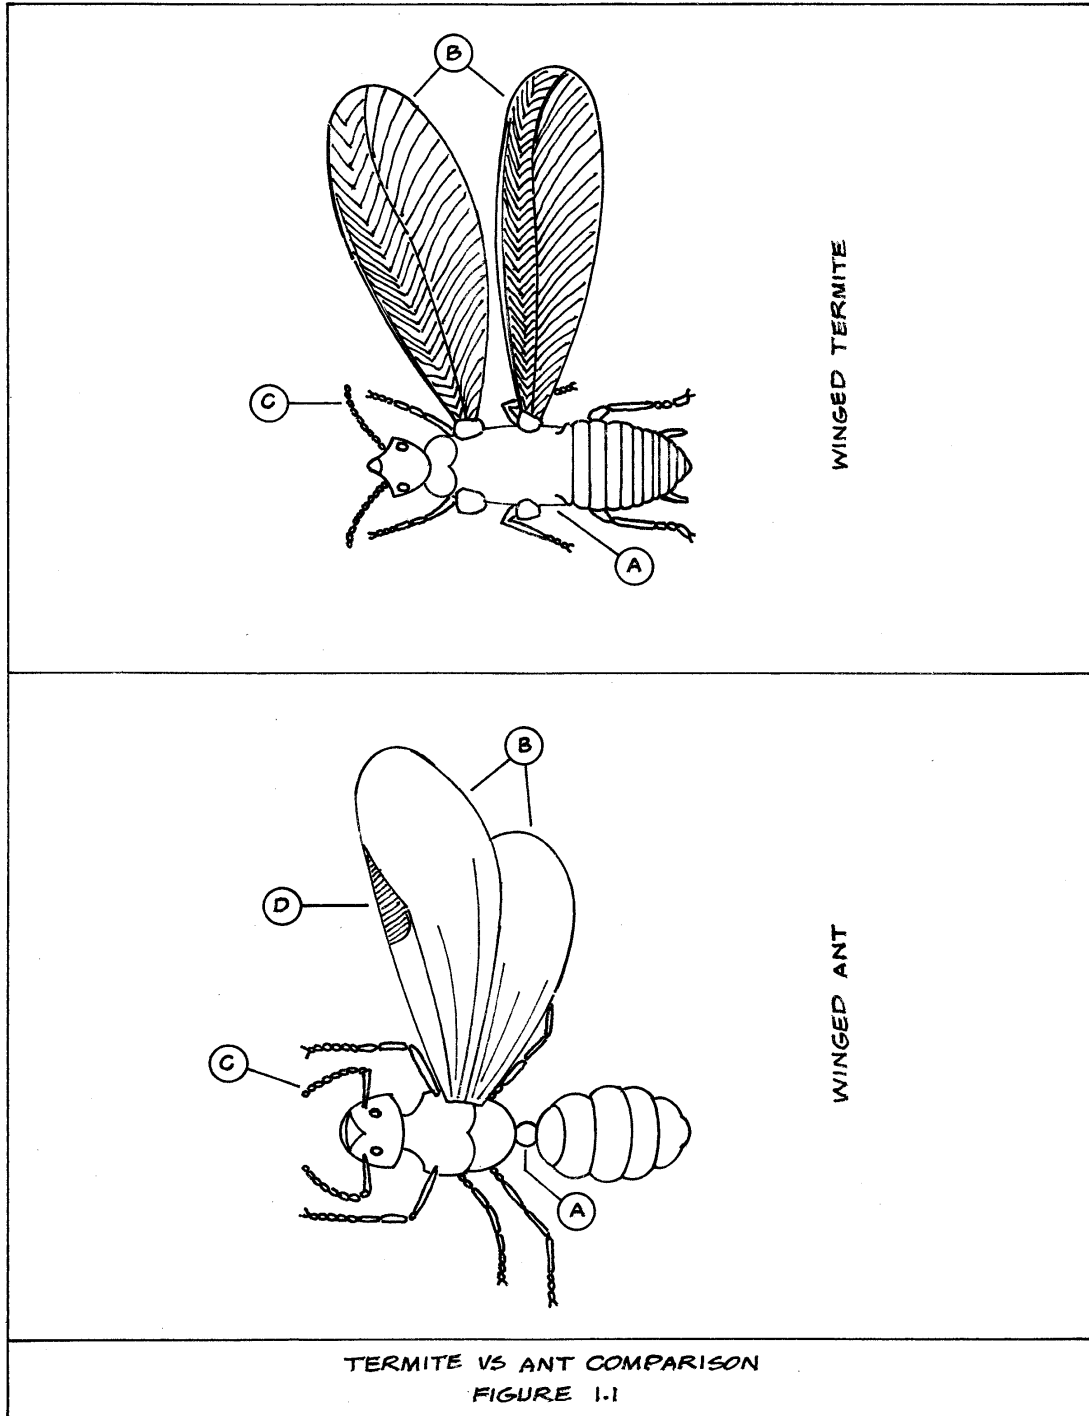 B
C
A
WINGED TERMITE
B
D
C
A
WINGED ANT
TERMITE VS ANT COMPARISON
FIGURE 1.1